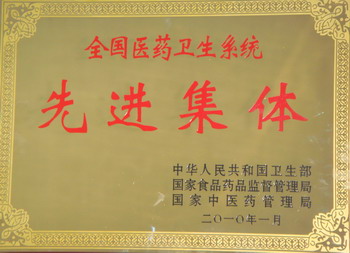 全国医药卫生系统
先进集体
中华人民共和国卫生部
国家食品药品监督管理局
国家中医药管理局
二〇一〇年一月